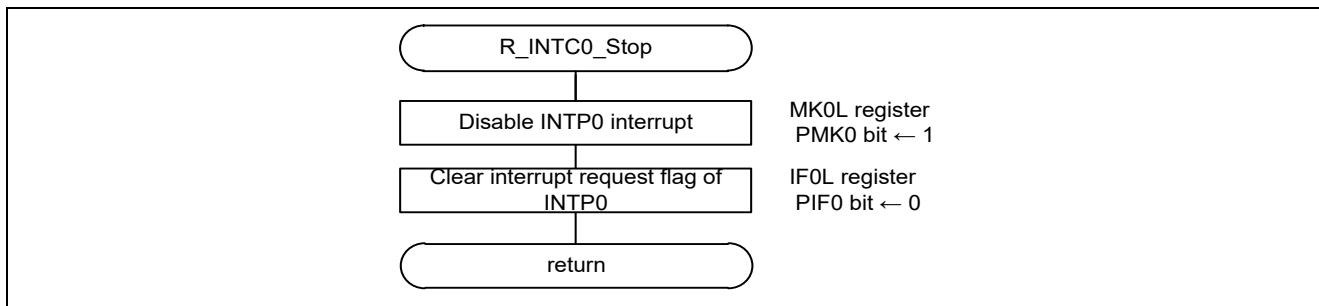 R_INTC0_Stop
Disable INTP0 interrupt
MK0L register
PMK0 bit ← 1
Clear interrupt request flag of
INTP0
IF0L register
PIF0 bit ← 0
return